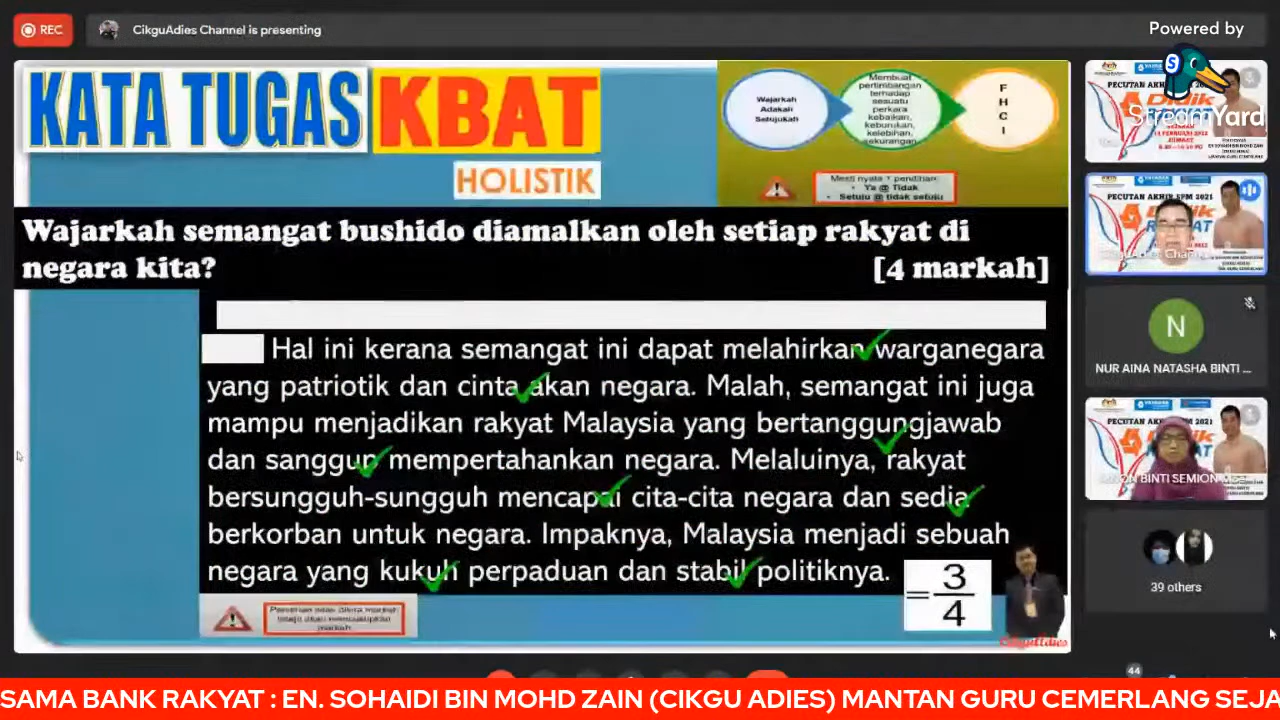 REC
CikguAdies Channel is presenting
Powered by
StreamYard
KATA TUGAS KBAT
HOLISTIK
Wajarkah
Adakah
Setujukah
Membuat
pertimbangan
terhadap
sesuatu
perkara
kebaikan,
keburukan,
kelebihan,
kekurangan
F
H
C
I
Mesti nyata 1 pendirian
• Ya @ Tidak
• Setuju @ tidak setuju
Wajarkah semangat bushido diamalkan oleh setiap rakyat di
negara kita? [4 markah]
Hal ini kerana semangat ini dapat melahirkan warganegara
yang patriotik dan cinta akan negara. Malah, semangat ini juga
mampu menjadikan rakyat Malaysia yang bertanggungjawab
dan sanggup mempertahankan negara. Melaluinya, rakyat
bersungguh-sungguh mencapai cita-cita negara dan sedia
berkorban untuk negara. Impaknya, Malaysia menjadi sebuah
negara yang kukuh perpaduan dan stabil politiknya.
= 3
4
CikguAdies
PECUTAN AKHIR SPM 2021
N
NUR AINA NATASHA BINTI ...
BINTI SEMION
39 others
44
SAMA BANK RAKYAT : EN. SOHAIDI BIN MOHD ZAIN (CIKGU ADIES) MANTAN GURU CEMERLANG SEJA